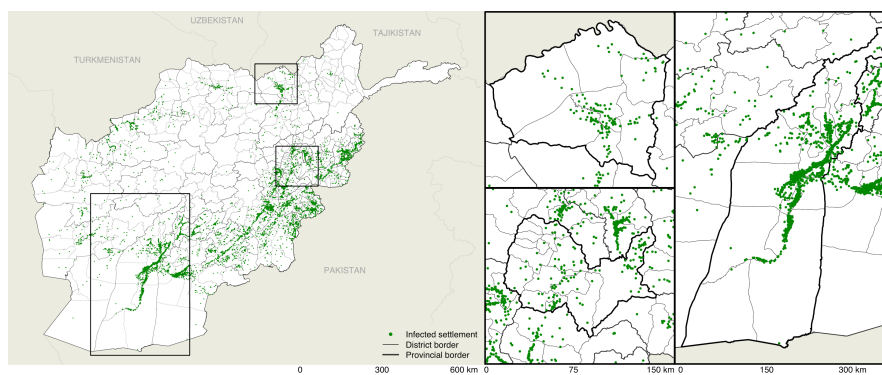 UZBEKISTAN
TAJIKISTAN
TURKMENISTAN
PAKISTAN
Infected settlement
District border
Provincial border
0 300 600 km
0 75 150 km
0 150 300 km